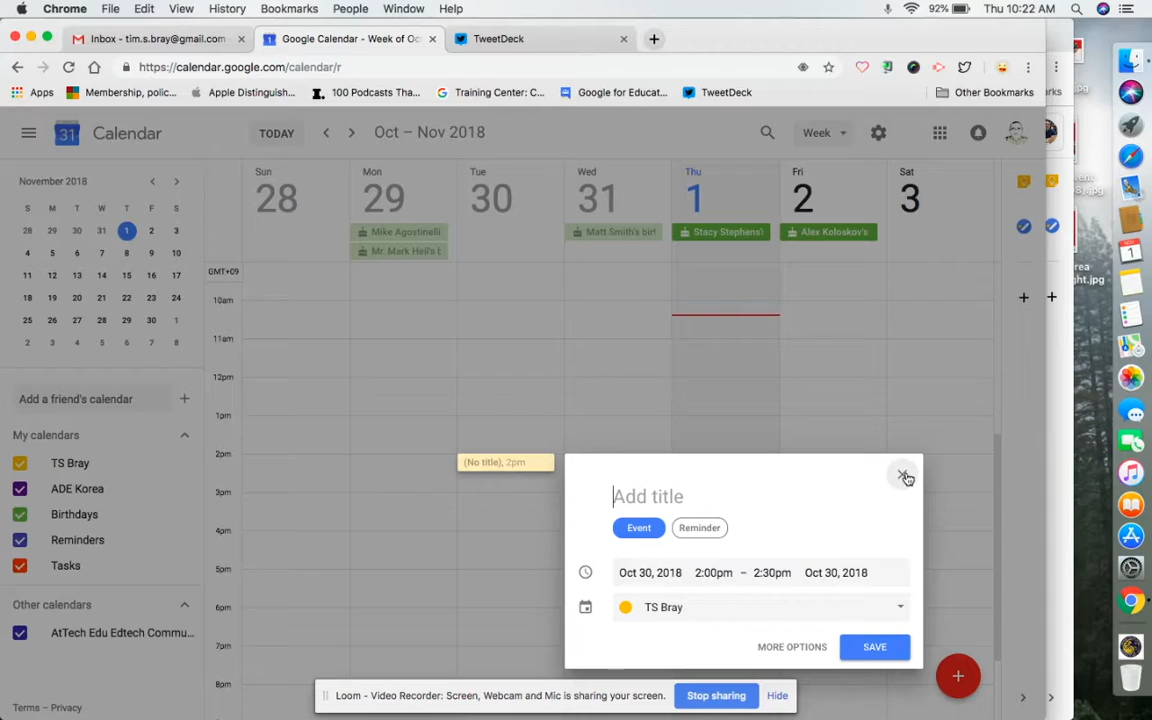 Chrome File Edit View History Bookmarks People Window Help 92% Thu 10:22 AM
Inbox - tim.s.bray@gmail.com Google Calendar - Week of Oc TweetDeck
https://calendar.google.com/calendar/r
Apps Membership, polic... Apple Distinguish... 100 Podcasts Tha... Training Center: C... Google for Educat... TweetDeck Other Bookmarks
31 Calendar TODAY Oct – Nov 2018 Week
November 2018
S M T W T F S
28 29 30 31 1 2 3
4 5 6 7 8 9 10
11 12 13 14 15 16 17
18 19 20 21 22 23 24
25 26 27 28 29 30 1
2 3 4 5 6 7 8
Add a friend's calendar
My calendars
TS Bray
ADE Korea
Birthdays
Reminders
Tasks
Other calendars
AtTech Edu Edtech Commu...
Terms – Privacy
Sun Mon Tue Wed Thu Fri Sat
28 29 30 31 1 2 3
Mike Agostinelli Matt Smith's birt Stacy Stephens' Alex Koloskov's
Mr. Mark Heil's b
GMT+09
10am
11am
12pm
1pm
2pm
3pm
4pm
5pm
6pm
7pm
8pm
(No title), 2pm
Add title
Event Reminder
Oct 30, 2018 2:00pm – 2:30pm Oct 30, 2018
TS Bray
MORE OPTIONS SAVE
Loom - Video Recorder: Screen, Webcam and Mic is sharing your screen. Stop sharing Hide